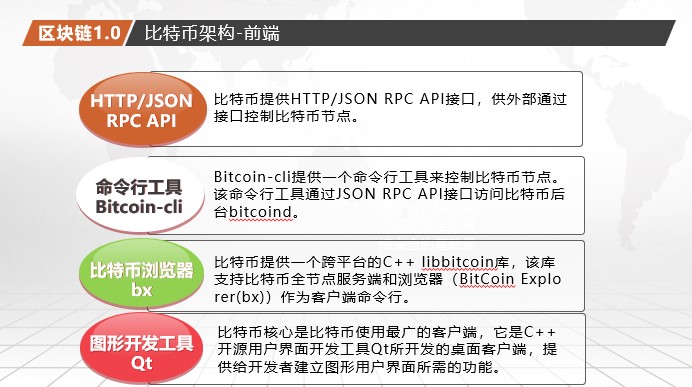 区块链1.0
比特币架构-前端
HTTP/JSON
RPC API
比特币提供HTTP/JSON RPC API接口，供外部通过
接口控制比特币节点。
命令行工具
Bitcoin-cli
Bitcoin-cli提供一个命令行工具来控制比特币节点。
该命令行工具通过JSON RPC API接口访问比特币后
台bitcoind。
比特币浏览器
bx
比特币提供一个跨平台的C++ libbitcoin库，该库
支持比特币全节点服务端和浏览器（BitCoin Explo
rer(bx)）作为客户端命令行。
图形开发工具
Qt
比特币核心是比特币使用最广的客户端，它是C++
开源用户界面开发工具Qt所开发的桌面客户端，提
供给开发者建立图形用户界面所需的功能。